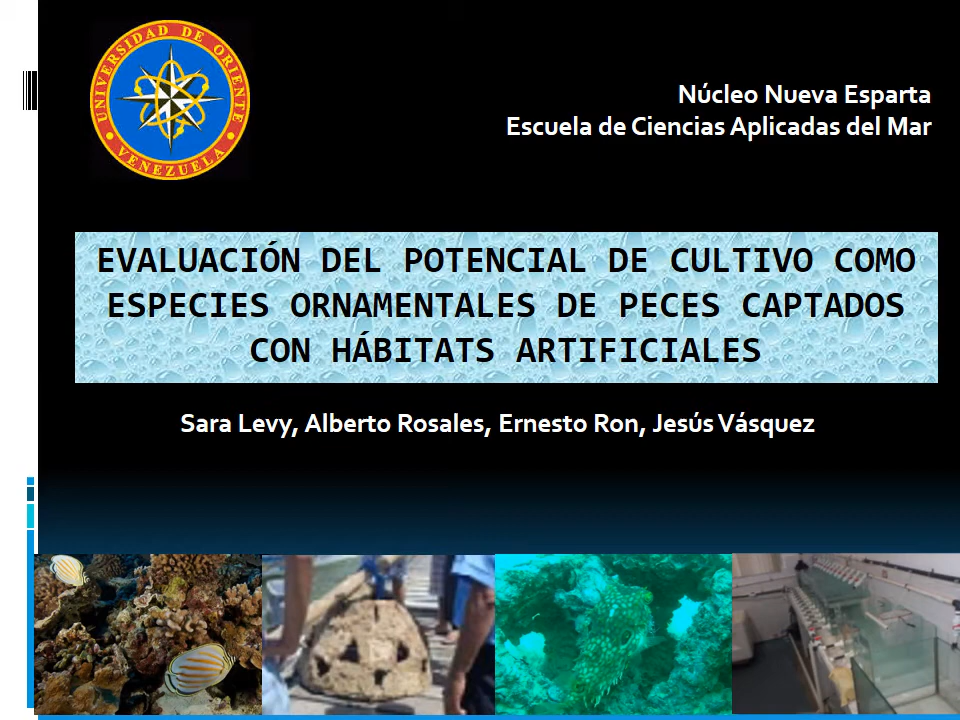 UNIVERSIDAD DE ORIENTE
VENEZUELA
Núcleo Nueva Esparta
Escuela de Ciencias Aplicadas del Mar
EVALUACIÓN DEL POTENCIAL DE CULTIVO COMO
ESPECIES ORNAMENTALES DE PECES CAPTADOS
CON HÁBITATS ARTIFICIALES
Sara Levy, Alberto Rosales, Ernesto Ron, Jesús Vásquez